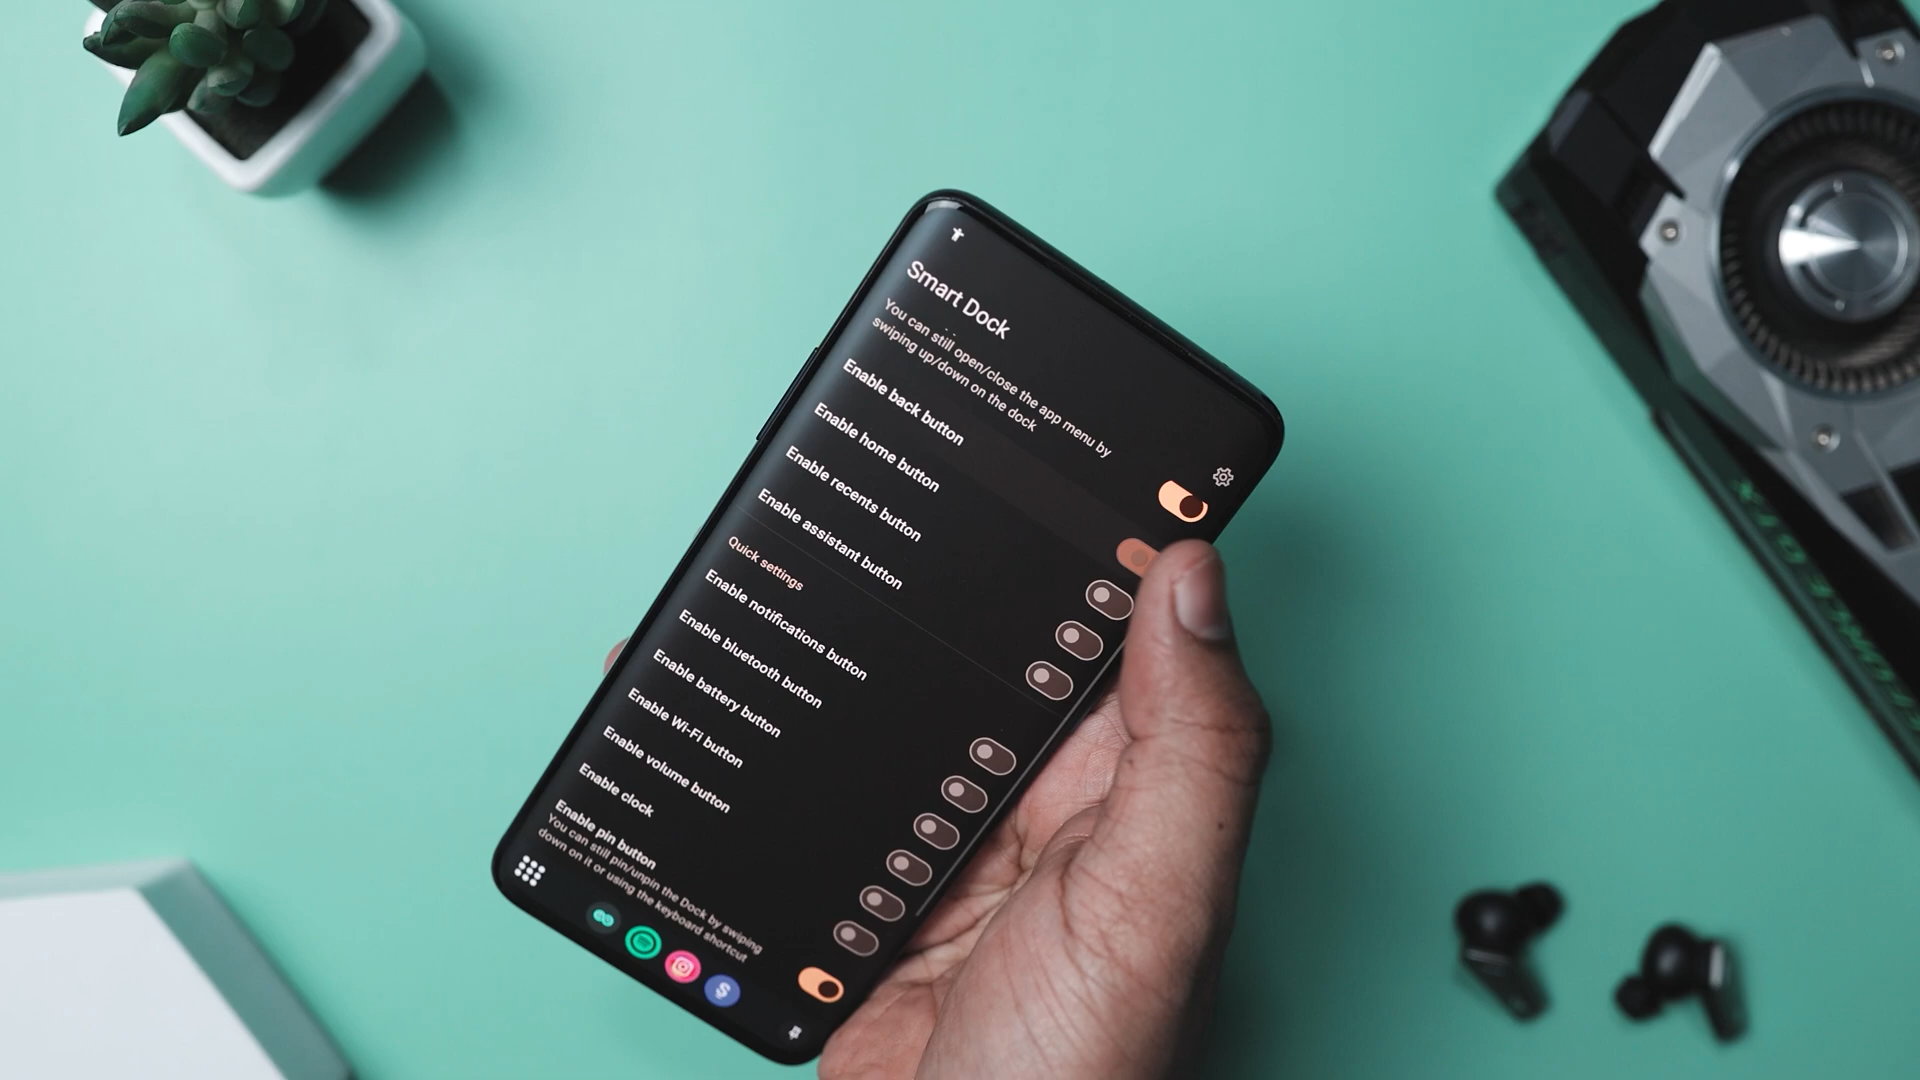 Smart Dock
You can still open/close the app menu by
swiping up/down on the dock
Enable back button
Enable home button
Enable recents button
Enable assistant button
Quick settings
Enable notifications button
Enable bluetooth button
Enable battery button
Enable Wi-Fi button
Enable volume button
Enable clock
Enable pin button
You can still pin/unpin the Dock by swiping
down on it or using the keyboard shortcut
GEFORCE GTX